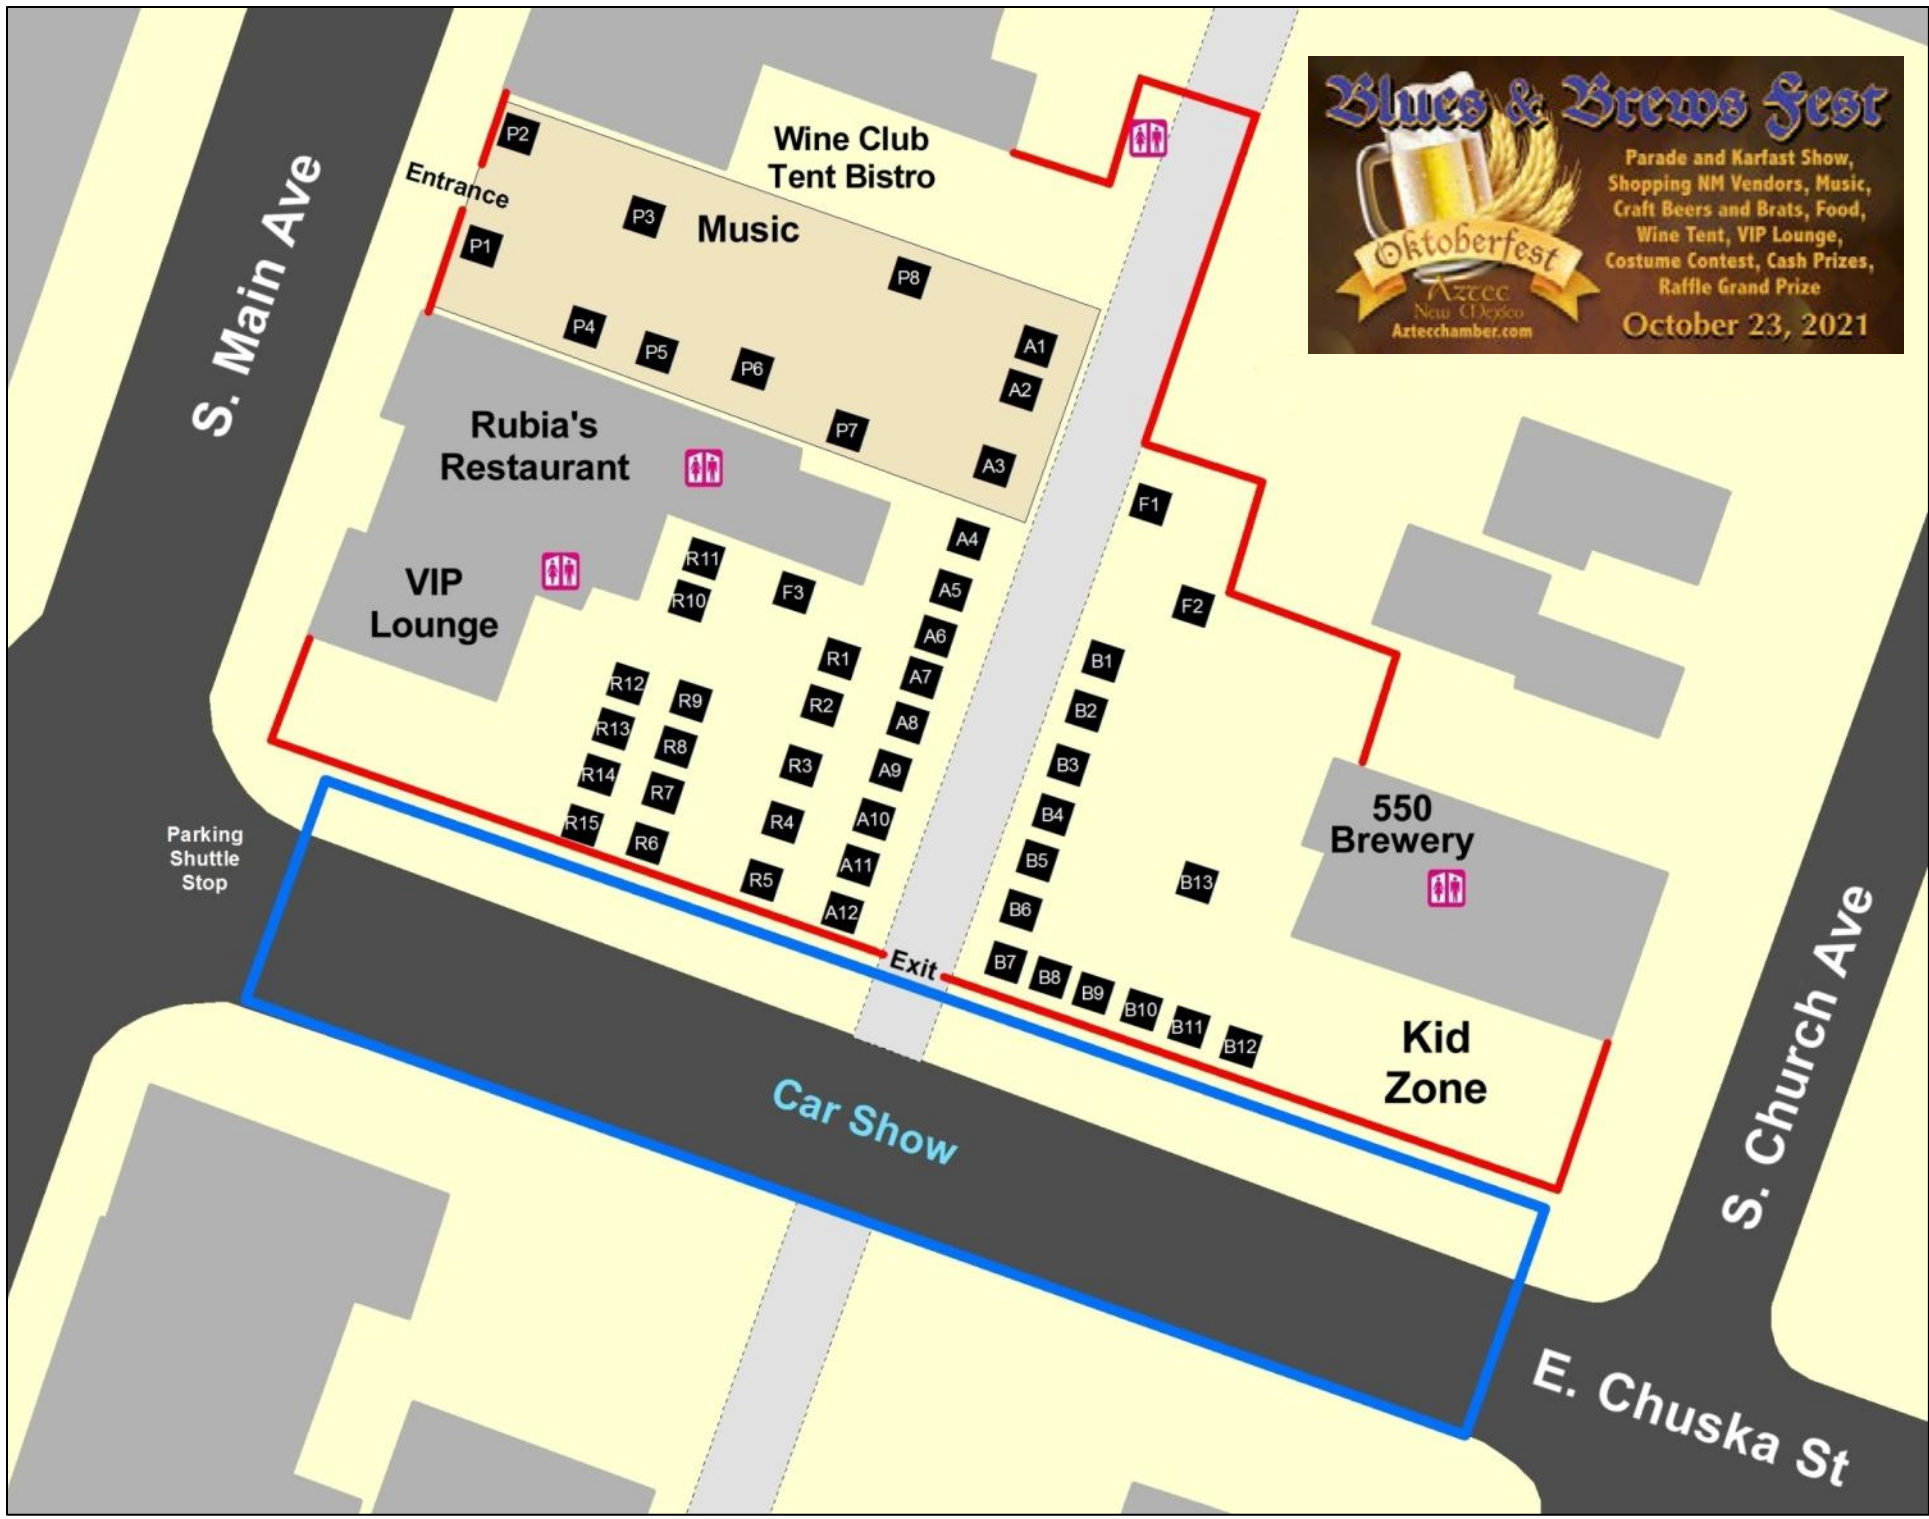 Blues & Brews Fest
Parade and Karfast Show,
Shopping NM Vendors, Music,
Craft Beers and Brats, Food,
Wine Tent, VIP Lounge,
Costume Contest, Cash Prizes,
Raffle Grand Prize
October 23, 2021
Oktoberfest
Aztec
New Mexico
Aztecchamber.com
S. Main Ave
Entrance
Wine Club
Tent Bistro
Music
P2
P3
P1
P8
P4
P5
P6
P7
A1
A2
A3
Rubia's
Restaurant
VIP
Lounge
R11
R10
F3
A4
A5
A6
A7
A8
A9
A10
A11
A12
F1
F2
R1
R2
R3
R4
R5
R12
R13
R14
R15
R9
R8
R7
R6
B1
B2
B3
B4
B5
B6
B7
B8
B9
B10
B11
B12
B13
550
Brewery
Kid
Zone
Exit
Parking
Shuttle
Stop
Car Show
S. Church Ave
E. Chuska St